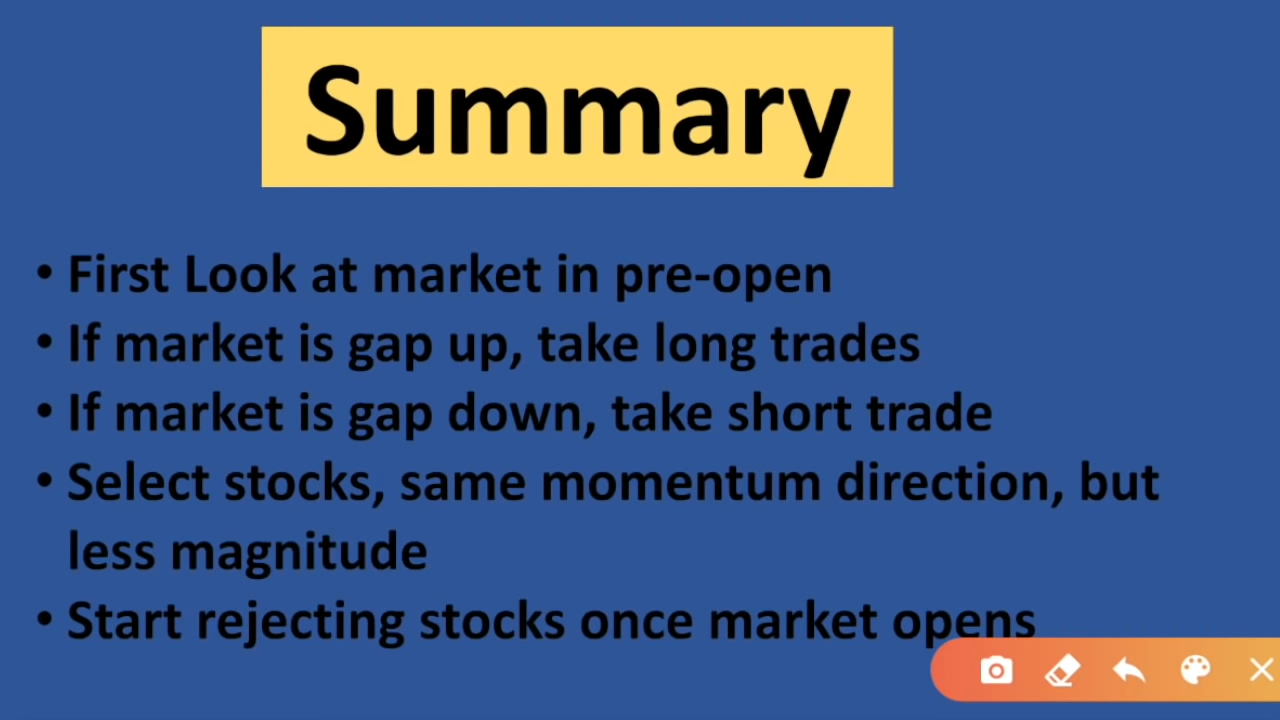 Summary
• First Look at market in pre-open
• If market is gap up, take long trades
• If market is gap down, take short trade
• Select stocks, same momentum direction, but
less magnitude
• Start rejecting stocks once market opens